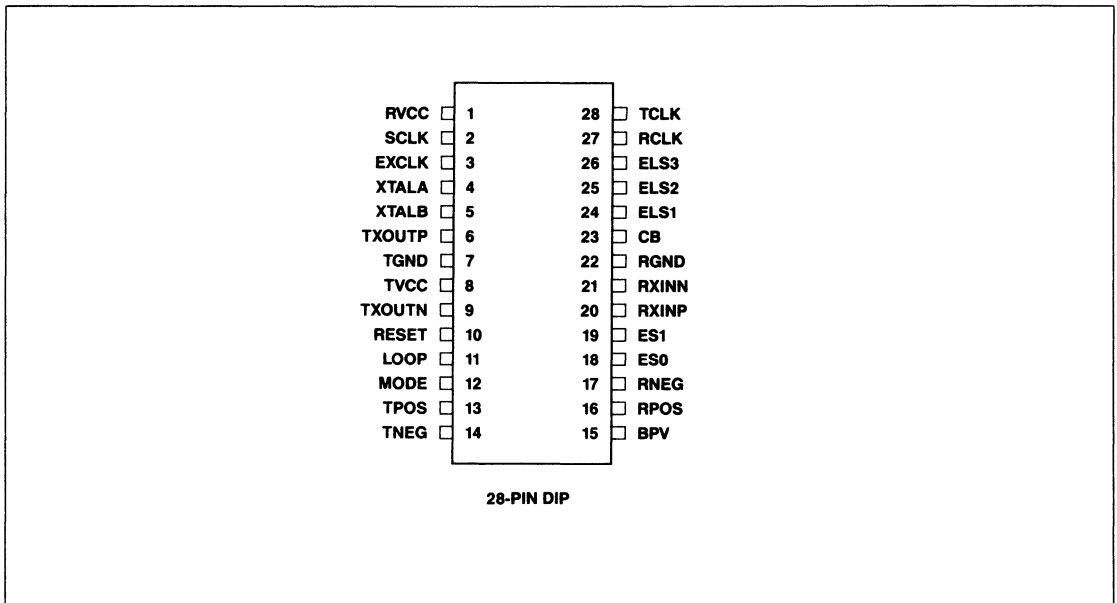 RVCC 1 28 TCLK
SCLK 2 27 RCLK
EXCLK 3 26 ELS3
XTALA 4 25 ELS2
XTALB 5 24 ELS1
TXOUTP 6 23 CB
TGND 7 22 RGND
TVCC 8 21 RXINN
TXOUTN 9 20 RXINP
RESET 10 19 ES1
LOOP 11 18 ES0
MODE 12 17 RNEG
TPOS 13 16 RPOS
TNEG 14 15 BPV
28-PIN DIP